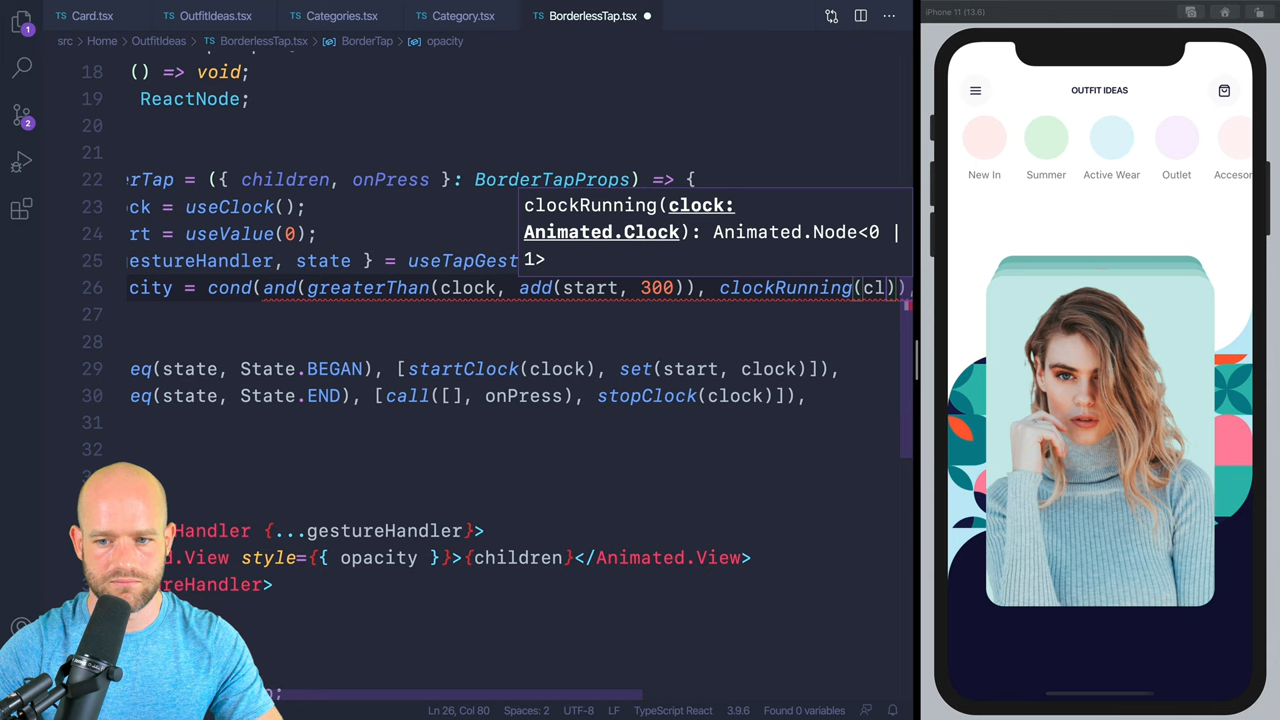 Card.tsx
OutfitIdeas.tsx
Categories.tsx
Category.tsx
BorderlessTap.tsx
iPhone 11 (13.6)
src > Home > OutfitIdeas > TS BorderlessTap.tsx > BorderTap > opacity
18 () => void;
19 ReactNode;
20
21
22 erTap = ({ children, onPress }: BorderTapProps) => {
23 ck = useClock();
24 rt = useValue(0);
25 gestureHandler, state } = useTapGest
26 city = cond(and(greaterThan(clock, add(start, 300)), clockRunning(cl)),
27
28
29 eq(state, State.BEGAN), [startClock(clock), set(start, clock)]),
30 eq(state, State.END), [call([], onPress), stopClock(clock)]),
31
32
Handler {...gestureHandler}>
d.View style={{ opacity }}>{children}</Animated.View>
reHandler>
clockRunning(clock:
Animated.Clock): Animated.Node<0 |
1>
Ln 26, Col 80
Spaces: 2
UTF-8
LF
TypeScript React
3.9.6
Found 0 variables
OUTFIT IDEAS
New In
Summer
Active Wear
Outlet
Accesor
1
2